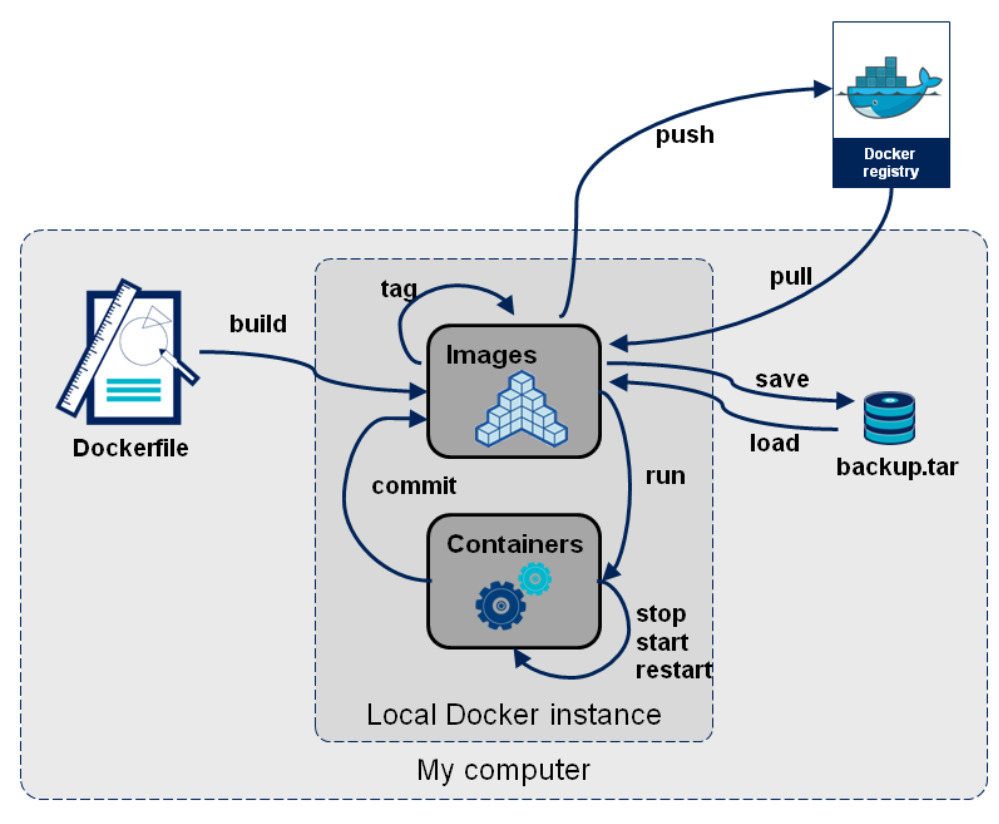 push
Docker
registry
pull
tag
build
Images
save
load
Dockerfile
backup.tar
commit
run
Containers
stop
start
restart
Local Docker instance
My computer